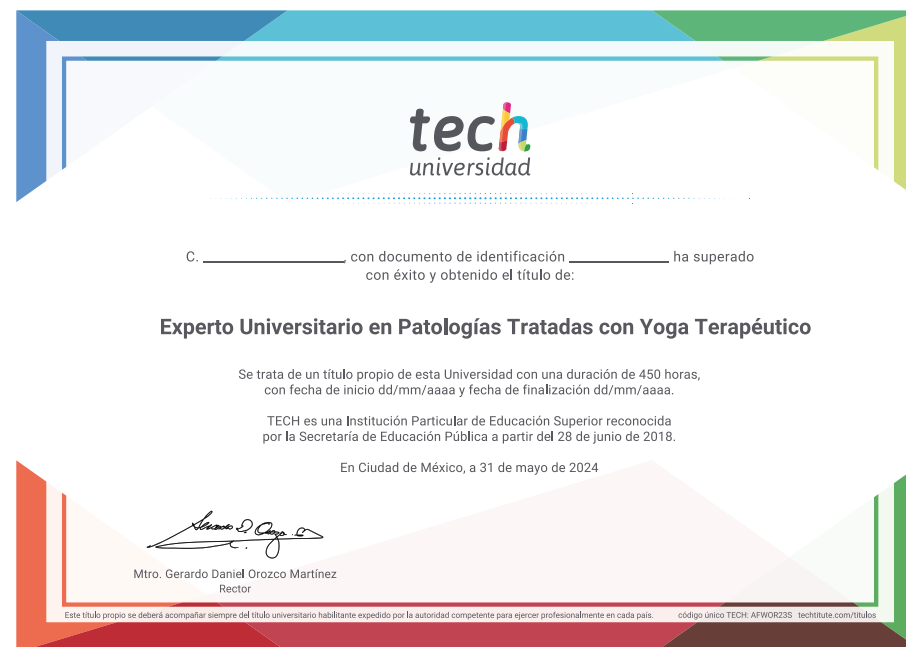 tech
universidad
C. ____________________, con documento de identificación ______________ ha superado
con éxito y obtenido el título de:
Experto Universitario en Patologías Tratadas con Yoga Terapéutico
Se trata de un título propio de esta Universidad con una duración de 450 horas,
con fecha de inicio dd/mm/aaaa y fecha de finalización dd/mm/aaaa.
TECH es una Institución Particular de Educación Superior reconocida
por la Secretaría de Educación Pública a partir del 28 de junio de 2018.
En Ciudad de México, a 31 de mayo de 2024
Mtro. Gerardo Daniel Orozco Martínez
Rector
Este título propio se deberá acompañar siempre del título universitario habilitante expedido por la autoridad competente para ejercer profesionalmente en cada país. código único TECH: AFWOR23S techtitute.com/titulos